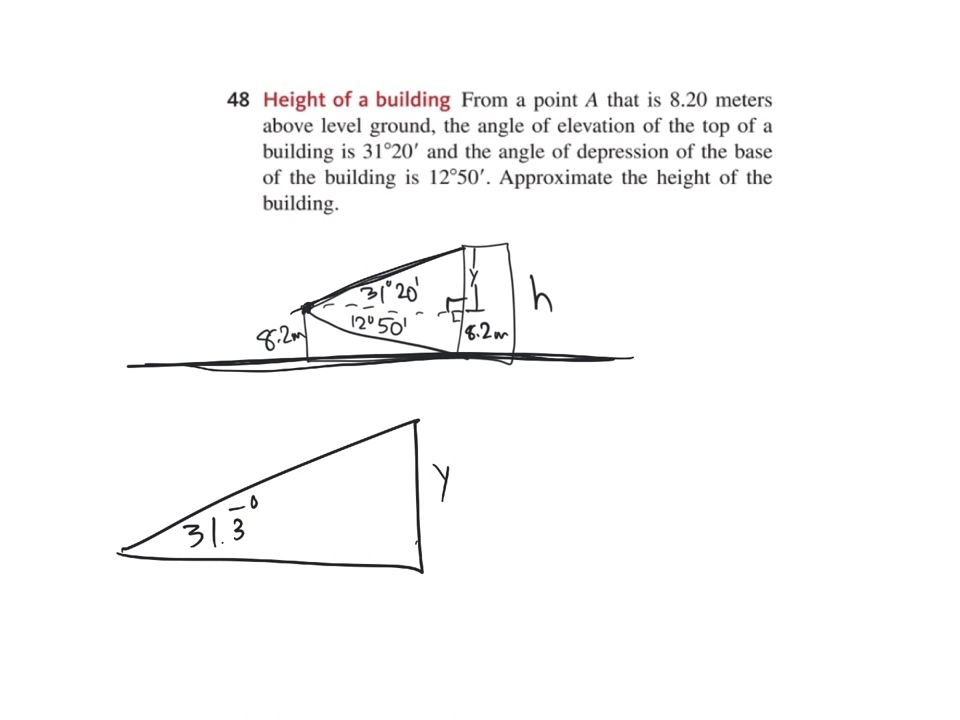 48 Height of a building From a point A that is 8.20 meters
above level ground, the angle of elevation of the top of a
building is 31°20′ and the angle of depression of the base
of the building is 12°50′. Approximate the height of the
building.
31°20'
y
h
12°50'
8.2m
8.2m
y
31.3̅°